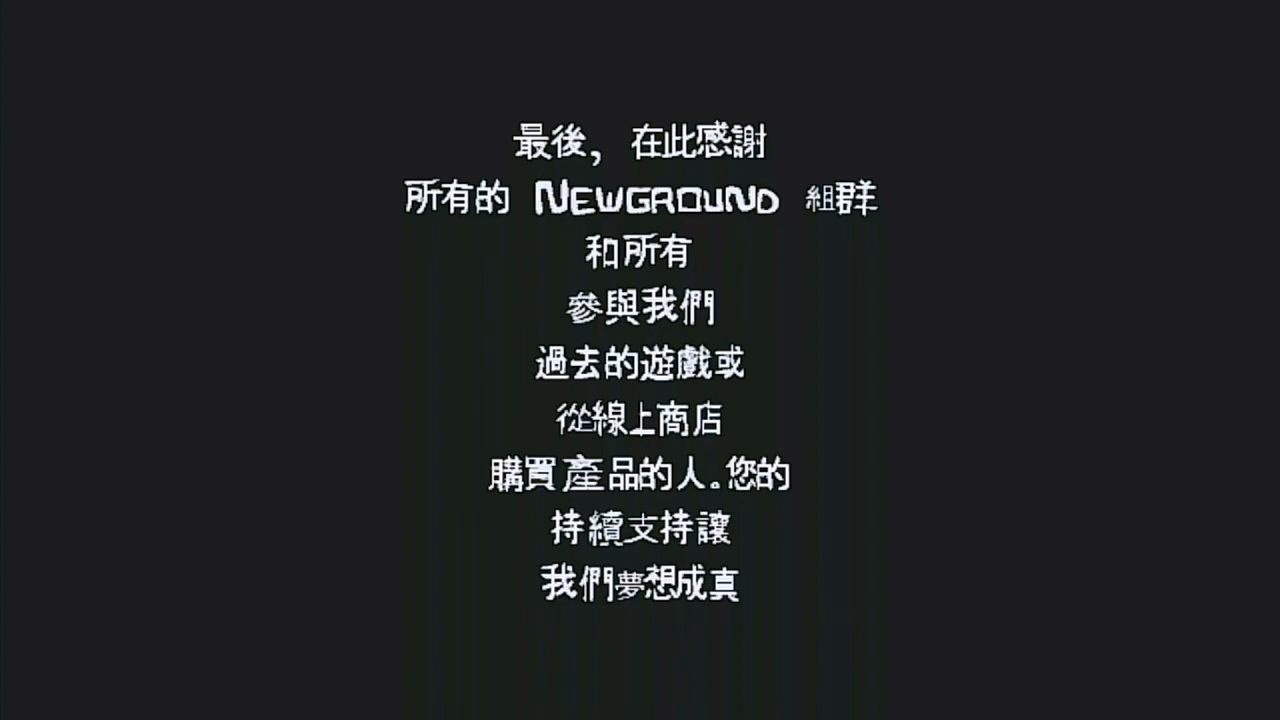 最後, 在此感謝
所有的 NEWGROUND 組群
和所有
參與我們
過去的遊戲或
從線上商店
購買產品的人。您的
持續支持讓
我們夢想成真